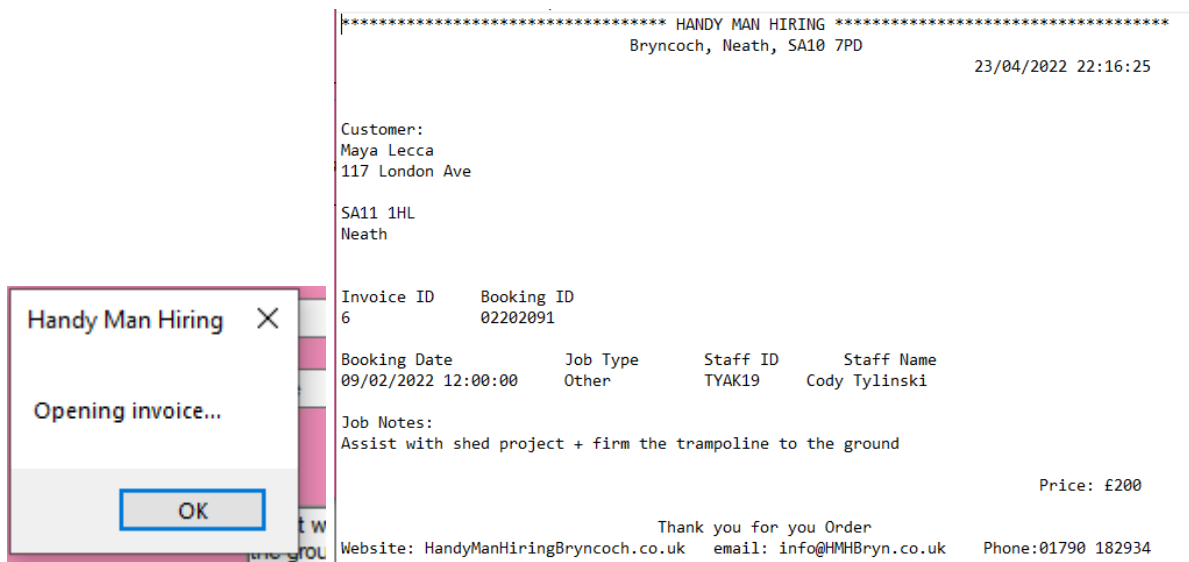 *********************************** HANDY MAN HIRING ************************************
Bryncoch, Neath, SA10 7PD
23/04/2022 22:16:25
Customer:
Maya Lecca
117 London Ave
SA11 1HL
Neath
Invoice ID Booking ID
6 02202091
Booking Date Job Type Staff ID Staff Name
09/02/2022 12:00:00 Other TYAK19 Cody Tylinski
Job Notes:
Assist with shed project + firm the trampoline to the ground
Price: £200
Thank you for you Order
Website: HandyManHiringBryncoch.co.uk email: info@HMHBryn.co.uk Phone:01790 182934
Handy Man Hiring
Opening invoice...
OK